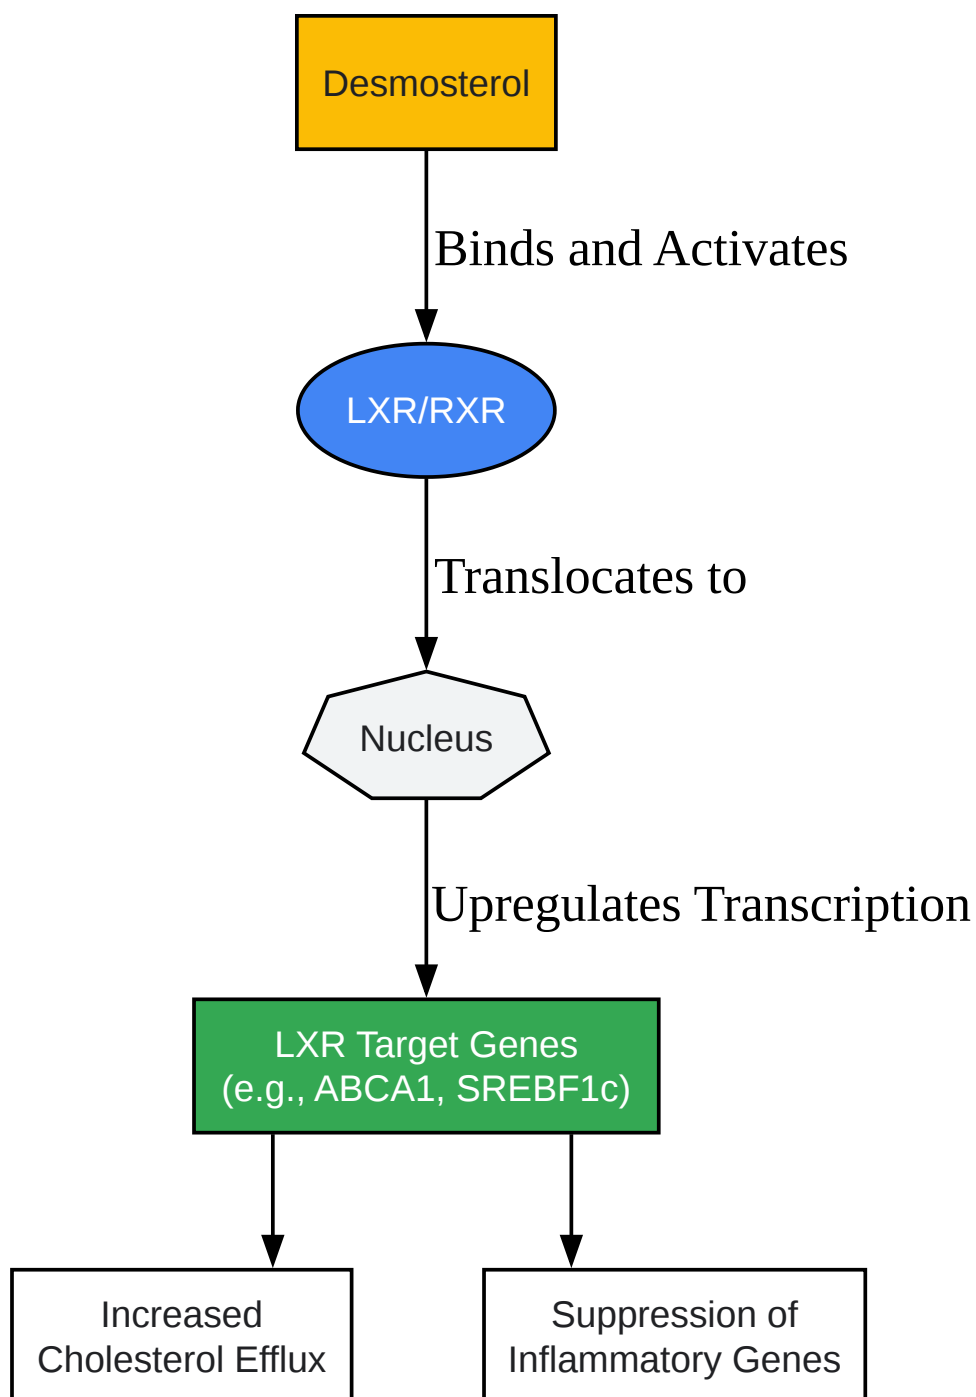 Desmosterol
Binds and Activates
LXR/RXR
Translocates to
Nucleus
Upregulates Transcription
LXR Target Genes
(e.g., ABCA1, SREBF1c)
Increased
Cholesterol Efflux
Suppression of
Inflammatory Genes